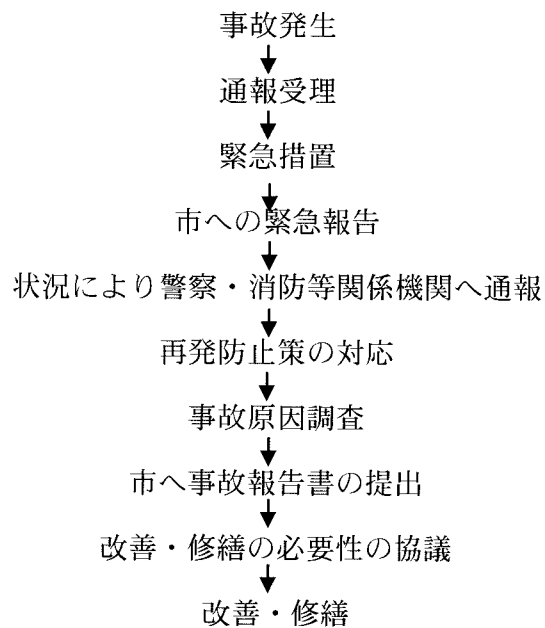 事故発生
通報受理
緊急措置
市への緊急報告
状況により警察・消防等関係機関へ通報
再発防止策の対応
事故原因調査
市へ事故報告書の提出
改善・修繕の必要性の協議
改善・修繕